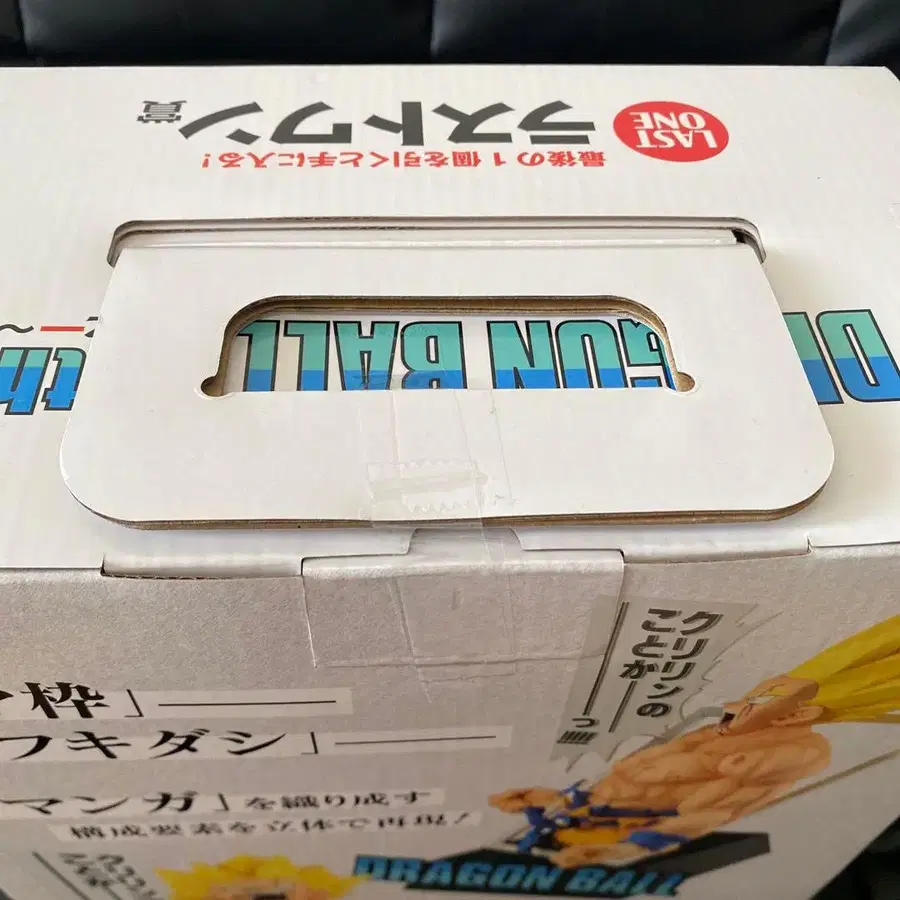 LAST
ONE
ラストワン賞
最後の1個を引くと手に入る!
GON BALL
th
枠」
フキダシ」
マンガ」を織り成す
構成要素を立体で再現!
クリリンの
ことか
っ!!!
DRAGON BALL